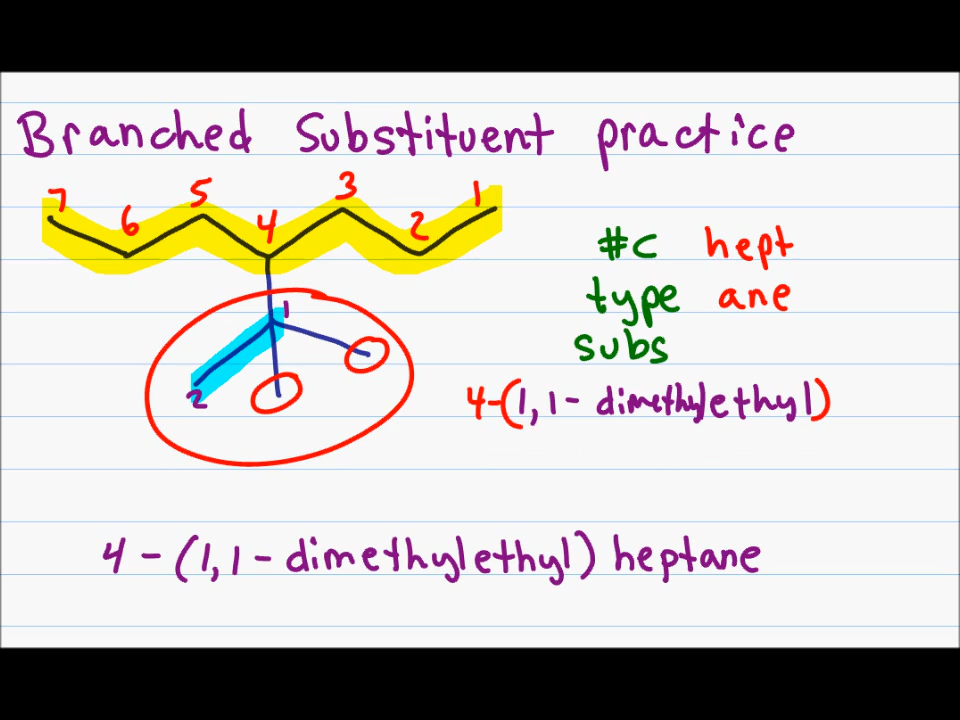 Branched Substituent practice
7 6 5 4 3 2 1
#C hept
type ane
subs
1
2
4-(1,1-dimethylethyl)
4-(1,1-dimethylethyl) heptane